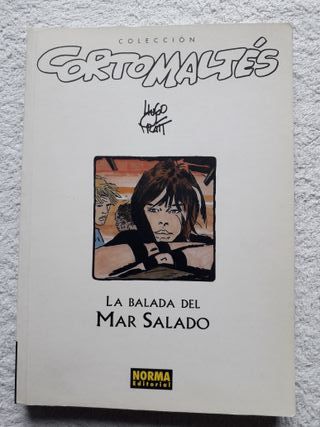 COLECCIÓN
CORTO MALTÉS
HUGO
PRATT
LA BALADA DEL
MAR SALADO
NORMA
Editorial